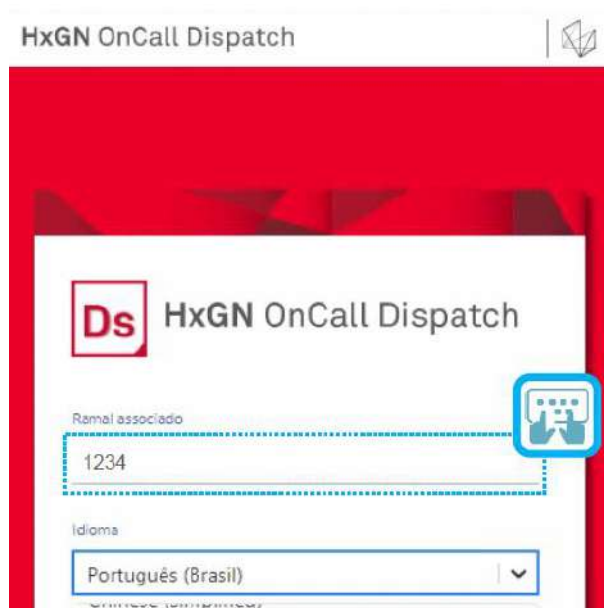 HxGN OnCall Dispatch
Ds HxGN OnCall Dispatch
Ramal associado
1234
Idioma
Português (Brasil)